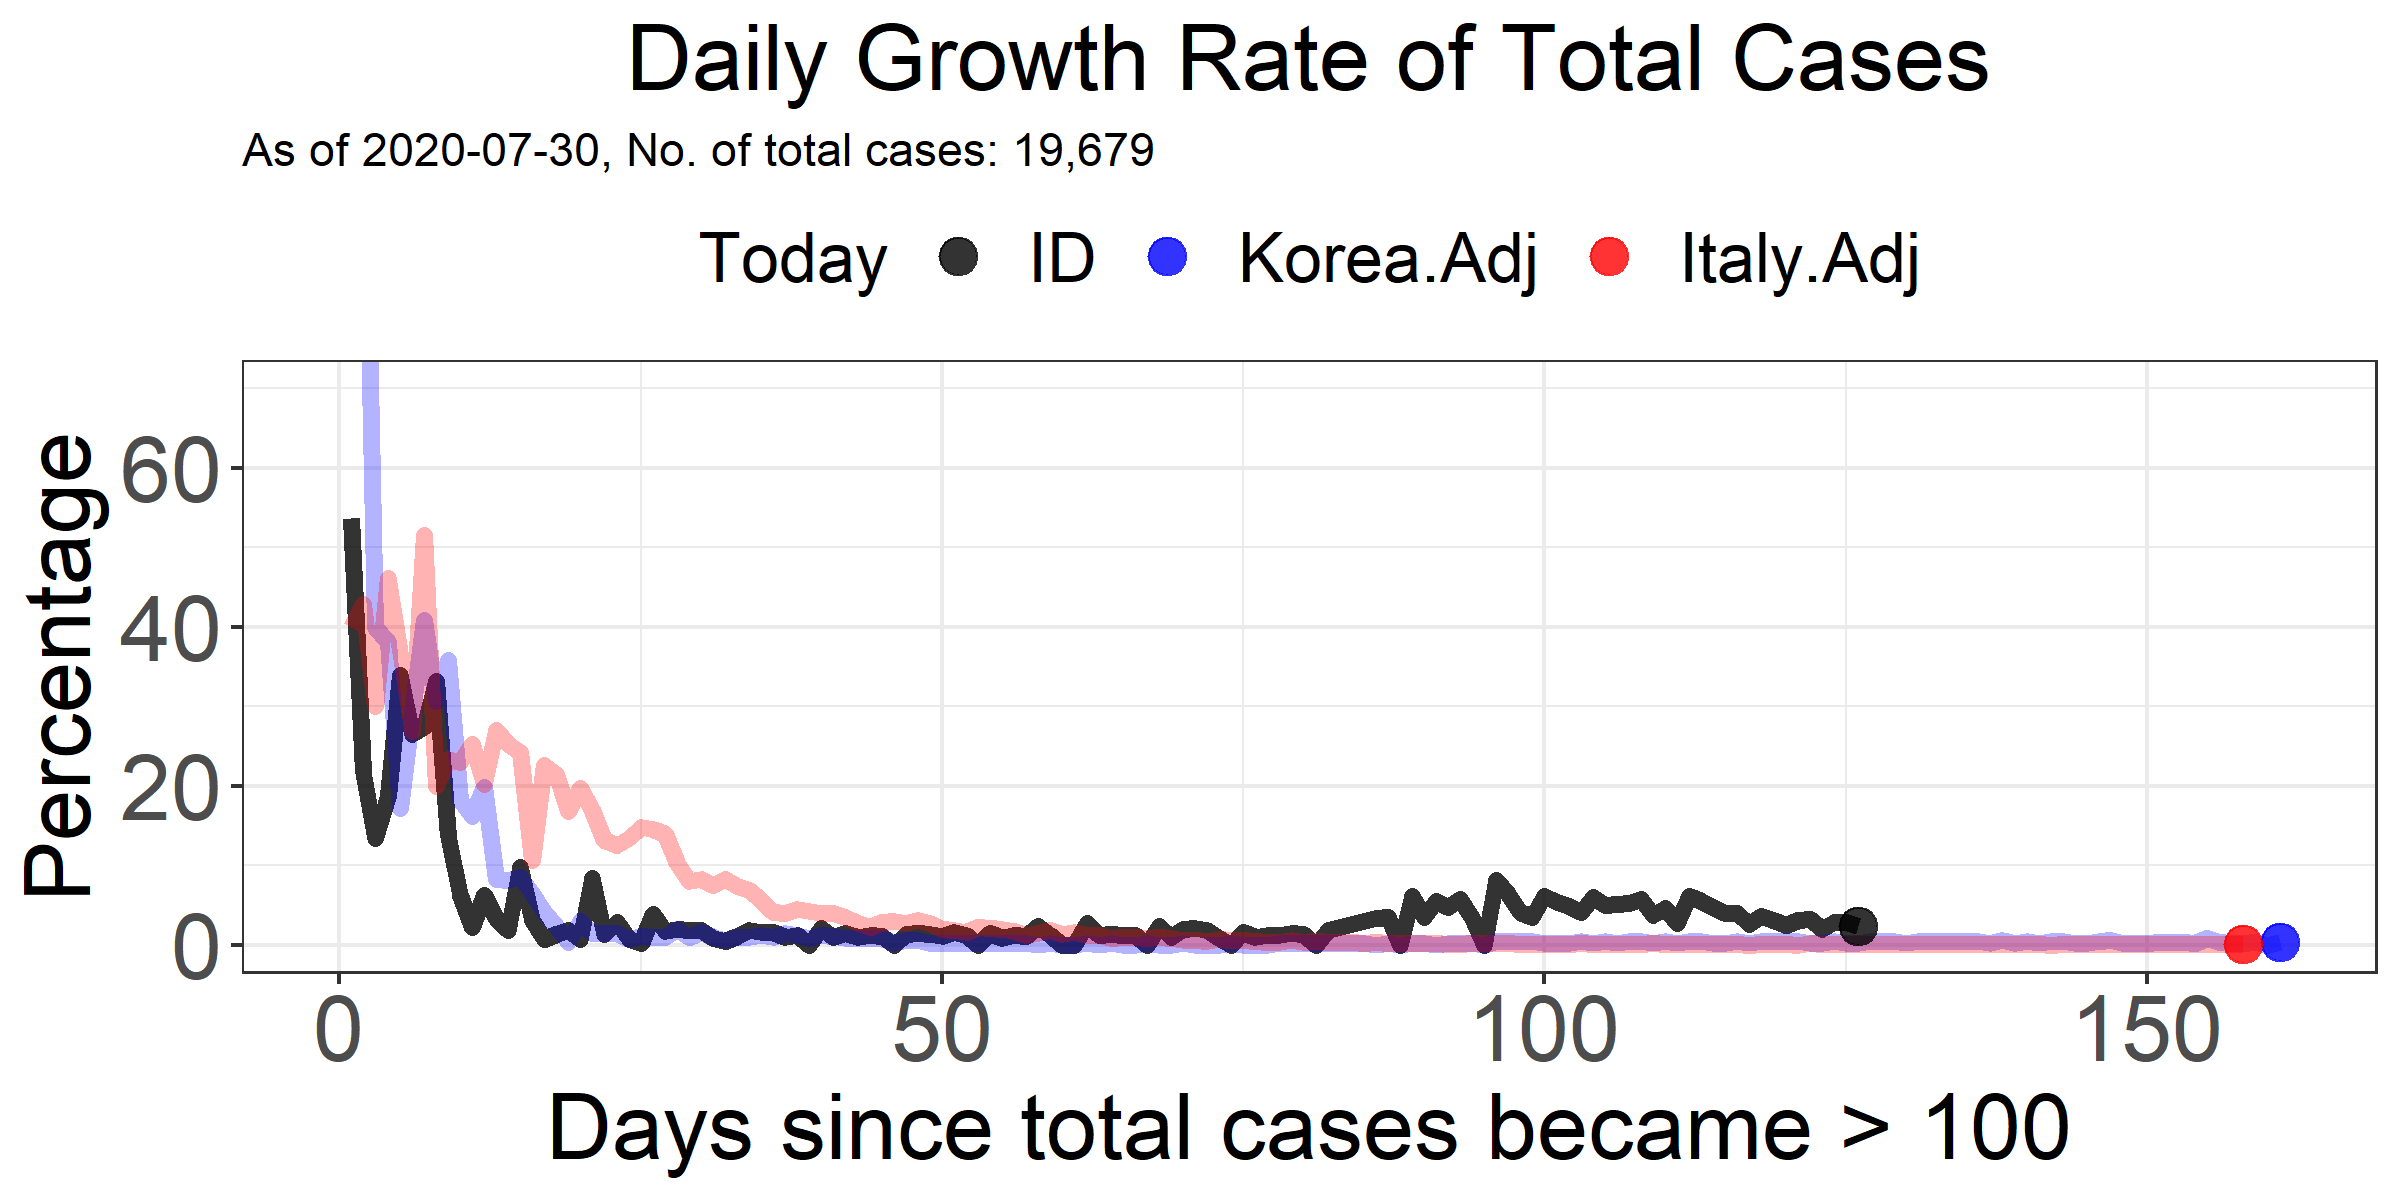 Daily Growth Rate of Total Cases
As of 2020-07-30, No. of total cases: 19,679
Today ID Korea.Adj Italy.Adj
Percentage
60
40
20
0
0 50 100 150
Days since total cases became > 100